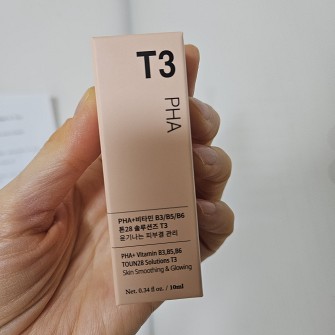 T3
PHA
PHA+비타민 B3/B5/B6
톤28 솔루션즈 T3
윤기나는 피부결 관리
PHA+ Vitamin B3,B5,B6
TOUN28 Solutions T3
Skin Smoothing & Glowing
Net. 0.34 fl oz. / 10ml